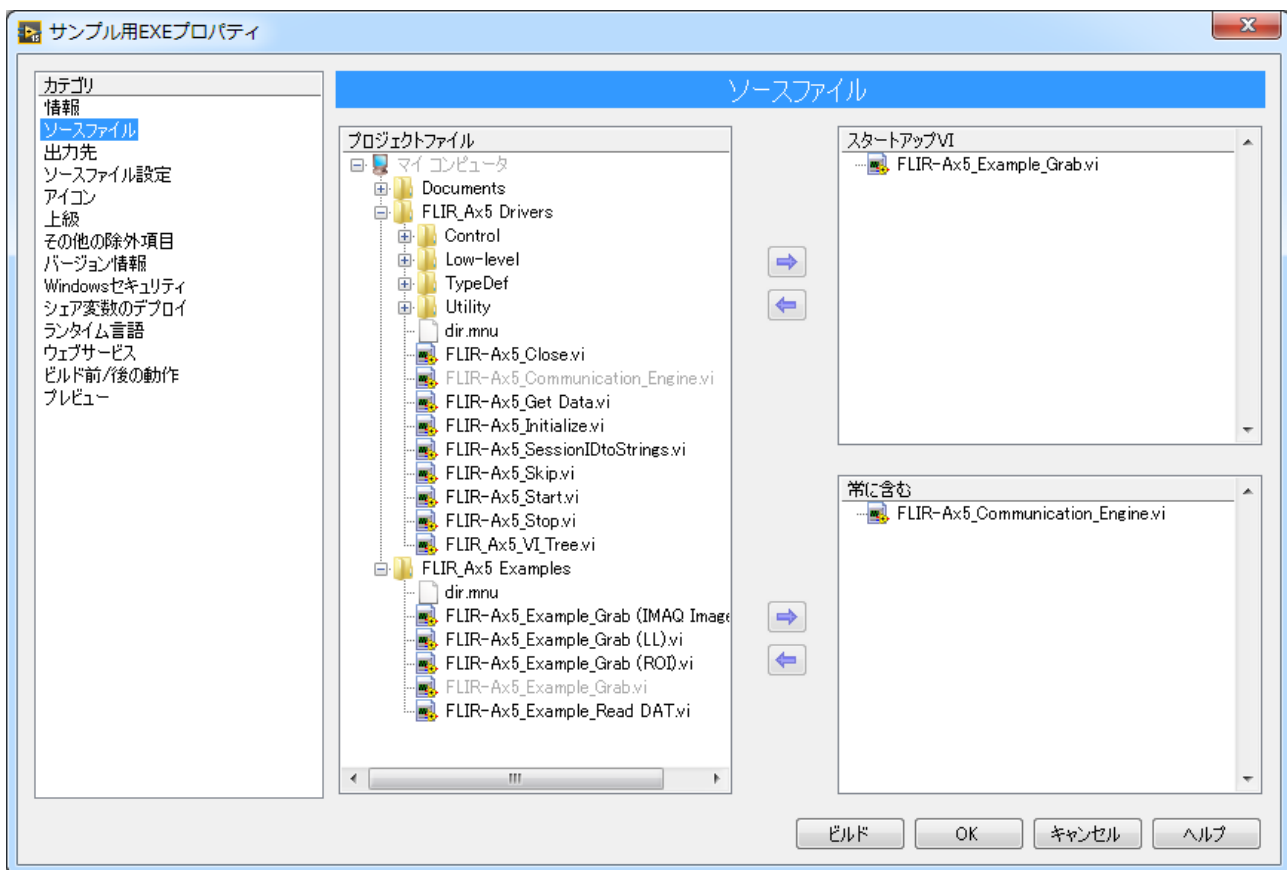 サンプル用EXEプロパティ
カテゴリ
情報
ソースファイル
出力先
ソースファイル設定
アイコン
上級
その他の除外項目
バージョン情報
Windowsセキュリティ
シェア変数のデプロイ
ランタイム言語
ウェブサービス
ビルド前/後の動作
プレビュー
ソースファイル
プロジェクトファイル
マイ コンピュータ
Documents
FLIR_Ax5 Drivers
Control
Low-level
TypeDef
Utility
dir.mnu
FLIR-Ax5_Close.vi
FLIR-Ax5_Communication_Engine.vi
FLIR-Ax5_Get Data.vi
FLIR-Ax5_Initialize.vi
FLIR-Ax5_SessionIDtoStrings.vi
FLIR-Ax5_Skip.vi
FLIR-Ax5_Start.vi
FLIR-Ax5_Stop.vi
FLIR_Ax5_VI_Tree.vi
FLIR_Ax5 Examples
dir.mnu
FLIR-Ax5_Example_Grab (IMAQ Image
FLIR-Ax5_Example_Grab (LL).vi
FLIR-Ax5_Example_Grab (ROI).vi
FLIR-Ax5_Example_Grab.vi
FLIR-Ax5_Example_Read DAT.vi
スタートアップVI
FLIR-Ax5_Example_Grab.vi
常に含む
FLIR-Ax5_Communication_Engine.vi
ビルド
OK
キャンセル
ヘルプ